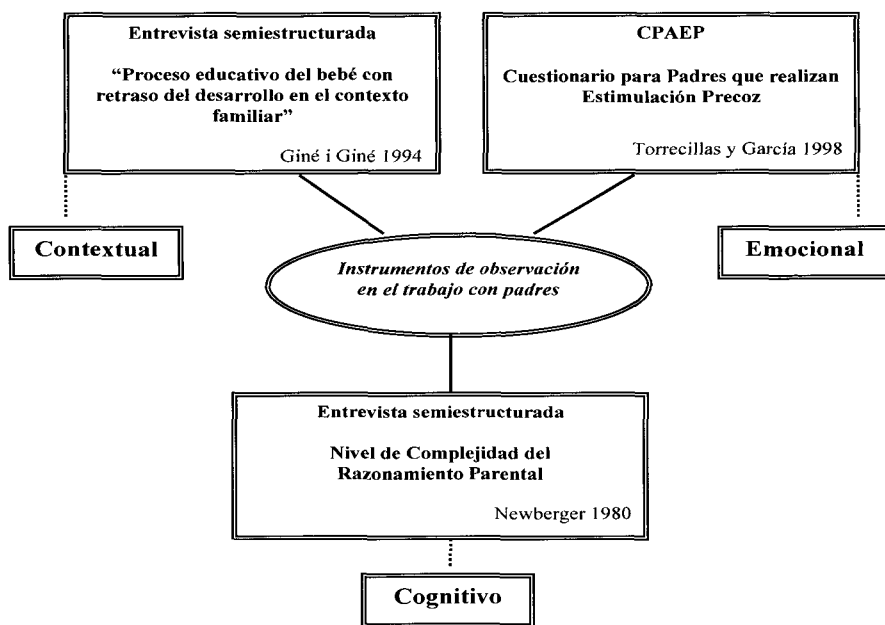 Entrevista semiestructurada
“Proceso educativo del bebé con
retraso del desarrollo en el contexto
familiar”
Giné i Giné 1994
CPAEP
Cuestionario para Padres que realizan
Estimulación Precoz
Torrecillas y García 1998
Contextual
Emocional
Instrumentos de observación
en el trabajo con padres
Entrevista semiestructurada
Nivel de Complejidad del
Razonamiento Parental
Newberger 1980
Cognitivo